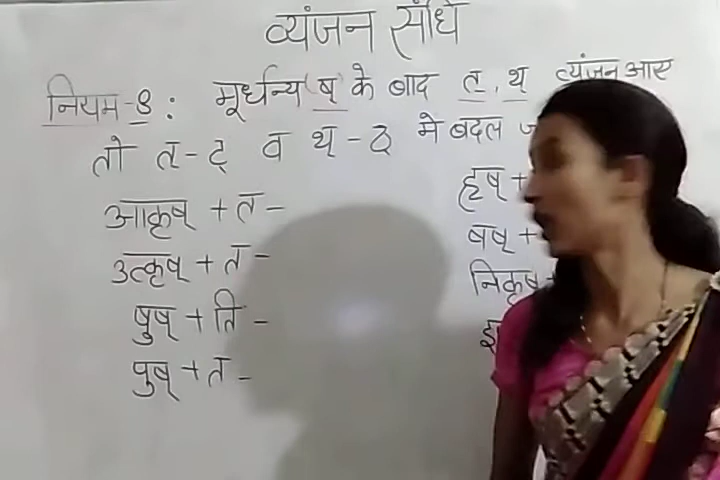 व्यंजन संधि
नियम-8: मूर्धन्य 'ष्' के बाद त्, थ् व्यंजन आए
तो त्-ट् व थ्-ठ् में बदल
आकृष् + त -
उत्कृष् + त -
षुष् + ति -
पुष् + त -
हृष् +
बष् +
निकृष् +